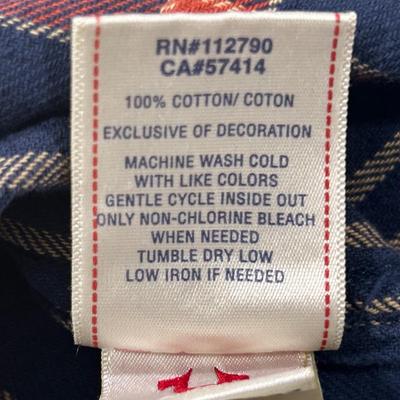 RN#112790
CA#57414
100% COTTON/ COTON
EXCLUSIVE OF DECORATION
MACHINE WASH COLD
WITH LIKE COLORS
GENTLE CYCLE INSIDE OUT
ONLY NON-CHLORINE BLEACH
WHEN NEEDED
TUMBLE DRY LOW
LOW IRON IF NEEDED